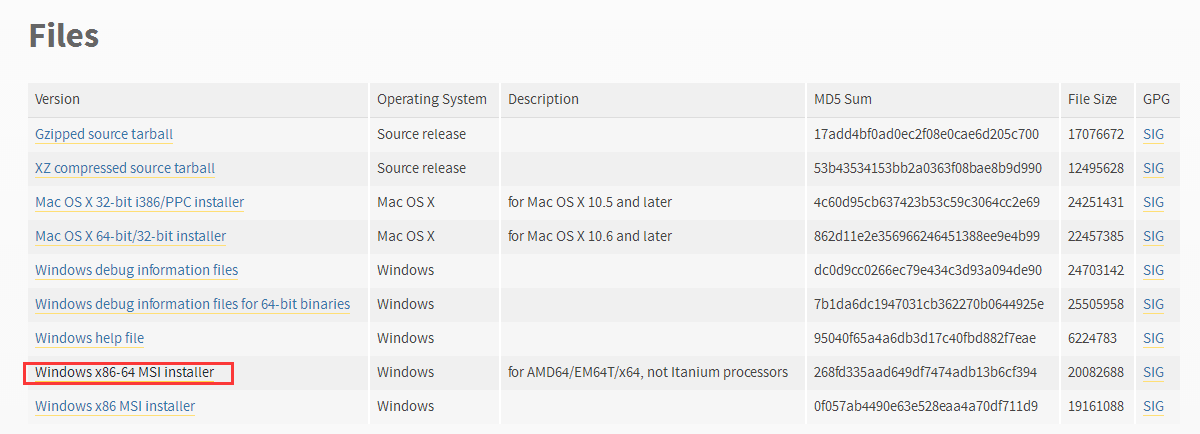 Files
Version Operating System Description MD5 Sum File Size GPG
Gzipped source tarball Source release 17add4bf0ad0ec2f08e0cae6d205c700 17076672 SIG
XZ compressed source tarball Source release 53b43534153bb2a0363f08bae8b9d990 12495628 SIG
Mac OS X 32-bit i386/PPC installer Mac OS X for Mac OS X 10.5 and later 4c60d95cb637423b53c59c3064cc2e69 24251431 SIG
Mac OS X 64-bit/32-bit installer Mac OS X for Mac OS X 10.6 and later 862d11e2e356966246451388ee9e4b99 22457385 SIG
Windows debug information files Windows dc0d9cc0266ec79e434c3d93a094de90 24703142 SIG
Windows debug information files for 64-bit binaries Windows 7b1da6dc1947031cb362270b0644925e 25505958 SIG
Windows help file Windows 95040f65a4a6db3d17c40fbd882f7eae 6224783 SIG
Windows x86-64 MSI installer Windows for AMD64/EM64T/x64, not Itanium processors 268fd335aad649df7474adb13b6cf394 20082688 SIG
Windows x86 MSI installer Windows 0f057ab4490e63e528eaa4a70df711d9 19161088 SIG